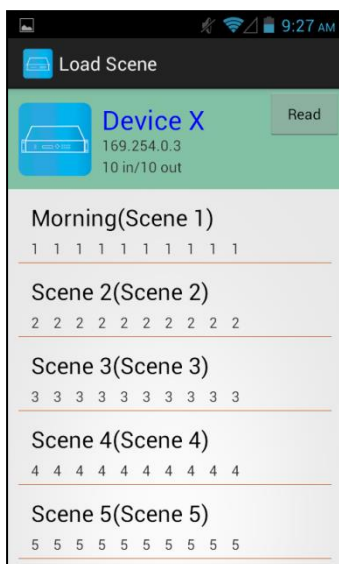 9:27 AM
Load Scene
Device X
Read
169.254.0.3
10 in/10 out
Morning(Scene 1)
1 1 1 1 1 1 1 1 1 1
Scene 2(Scene 2)
2 2 2 2 2 2 2 2 2 2
Scene 3(Scene 3)
3 3 3 3 3 3 3 3 3 3
Scene 4(Scene 4)
4 4 4 4 4 4 4 4 4 4
Scene 5(Scene 5)
5 5 5 5 5 5 5 5 5 5